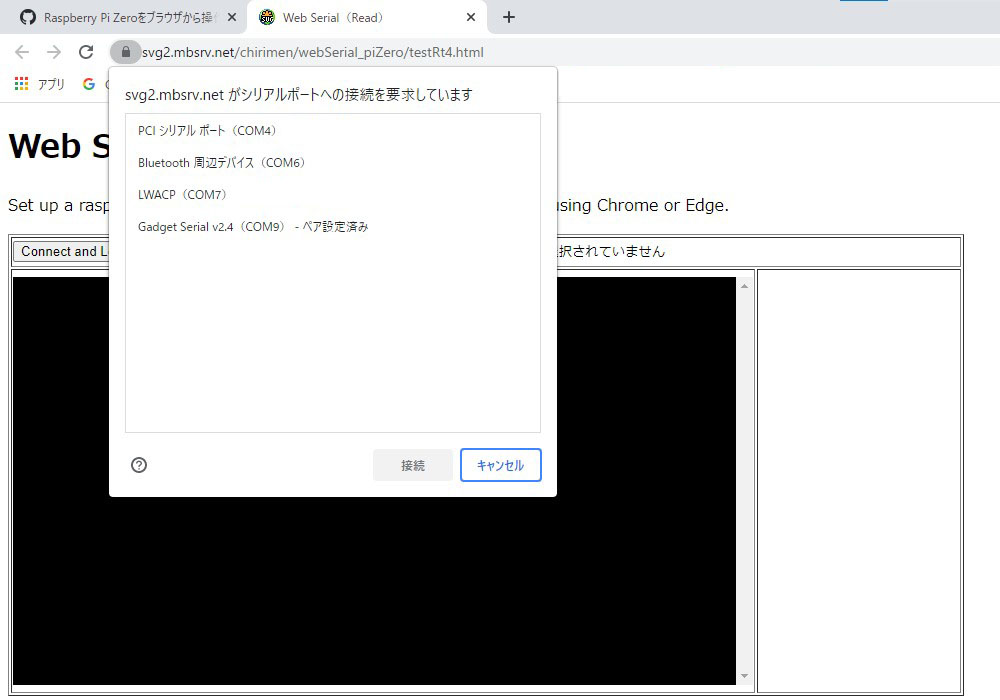 Raspberry Pi Zeroをブラウザから操
Web Serial（Read）
svg2.mbsrv.net/chirimen/webSerial_piZero/testRt4.html
アプリ
svg2.mbsrv.net がシリアルポートへの接続を要求しています
PCI シリアル ポート（COM4）
Bluetooth 周辺デバイス（COM6）
LWACP（COM7）
Gadget Serial v2.4（COM9） - ペア設定済み
接続
キャンセル
Web S
Set up a rasp
using Chrome or Edge.
Connect and L
択されていません